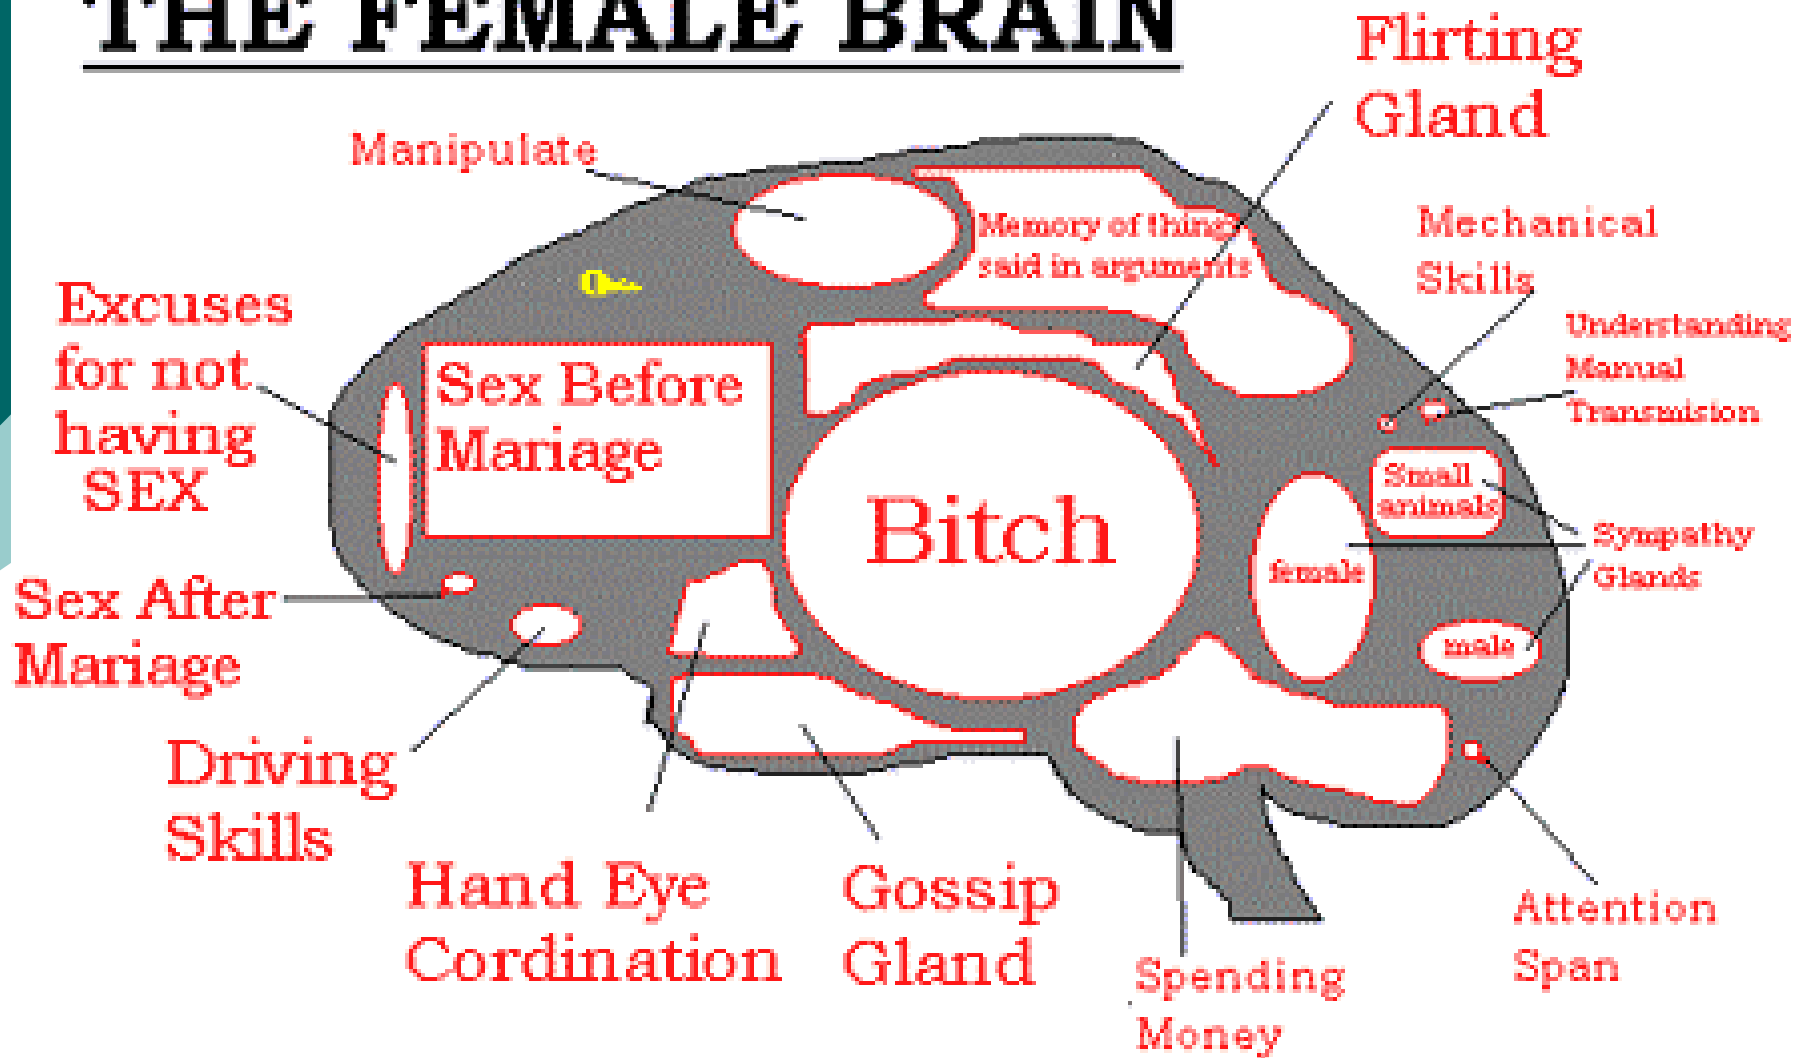 THE FEMALE BRAIN
Flirting
Gland
Manipulate
Memory of things
said in arguments
Mechanical
Skills
Understanding
Manual
Transmision
Excuses
for not
having
SEX
Sex Before
Mariage
Bitch
Small
animals
Sympathy
Glands
female
male
Sex After
Mariage
Driving
Skills
Hand Eye
Cordination
Gossip
Gland
Spending
Money
Attention
Span